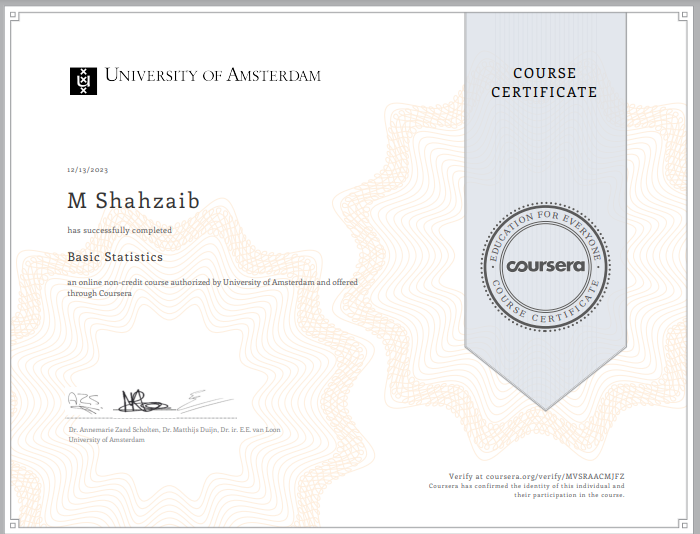 UNIVERSITY OF AMSTERDAM
COURSE
CERTIFICATE
12/13/2023
M Shahzaib
has successfully completed
Basic Statistics
an online non-credit course authorized by University of Amsterdam and offered
through Coursera
EDUCATION FOR EVERYONE
coursera
COURSE CERTIFICATE
Dr. Annemarie Zand Scholten, Dr. Matthijs Duijn, Dr. ir. E.E. van Loon
University of Amsterdam
Verify at coursera.org/verify/MVSRAACMJFZ
Coursera has confirmed the identity of this individual and
their participation in the course.